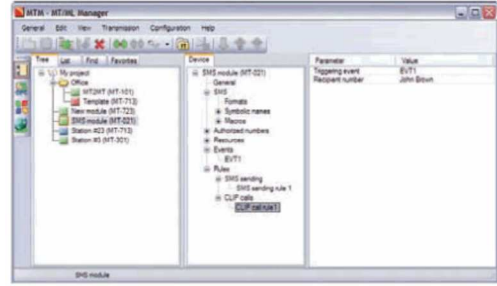 MTM - MT/ML Manager
General Edit View Transmission Configuration Help
Tree List Find Favorites
My project
Office
MT2MT (MT-101)
Template (MT-713)
New module (MT-723)
SMS module (MT-021)
Station #23 (MT-713)
Station #3 (MT-301)
Device
SMS module (MT-021)
General
SMS
Formats
Symbolic names
Macros
Authorized numbers
Resources
Events
EVT1
Rules
SMS sending
SMS sending rule 1
CLIP calls
CLIP call rule1
Parameter Value
Triggering event EVT1
Recipient number John Brown
SMS module